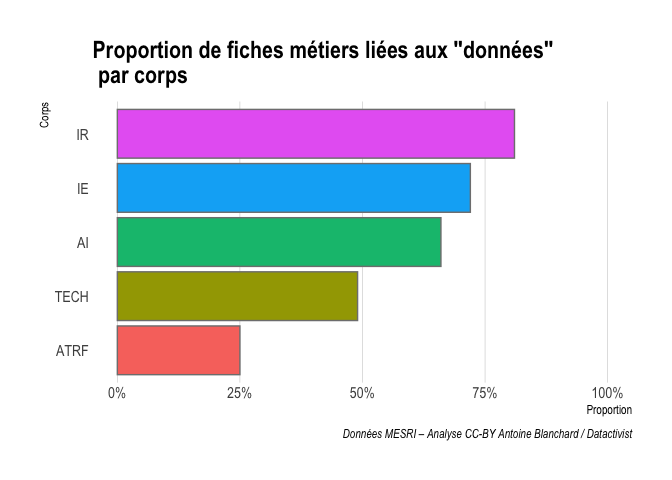 Proportion de fiches métiers liées aux "données"
par corps
Corps
IR
IE
AI
TECH
ATRF
0% 25% 50% 75% 100%
Proportion
Données MESRI – Analyse CC-BY Antoine Blanchard / Datactivist